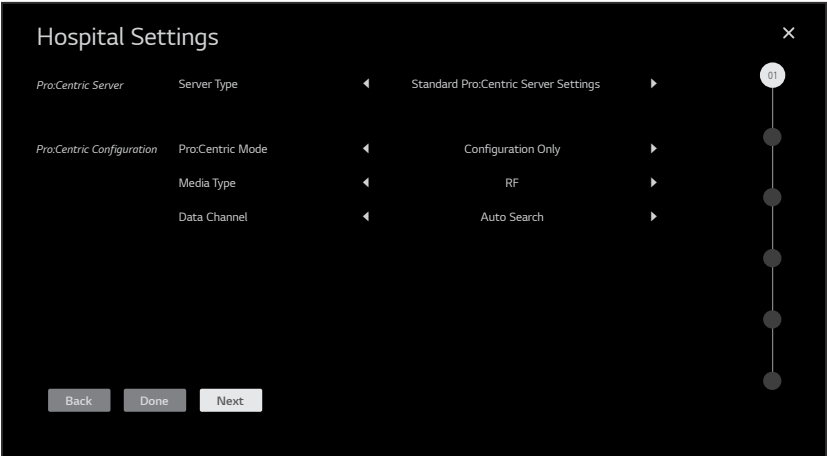 Hospital Settings
01
Pro:Centric Server Server Type Standard Pro:Centric Server Settings
Pro:Centric Configuration Pro:Centric Mode Configuration Only
Media Type RF
Data Channel Auto Search
Back Done Next